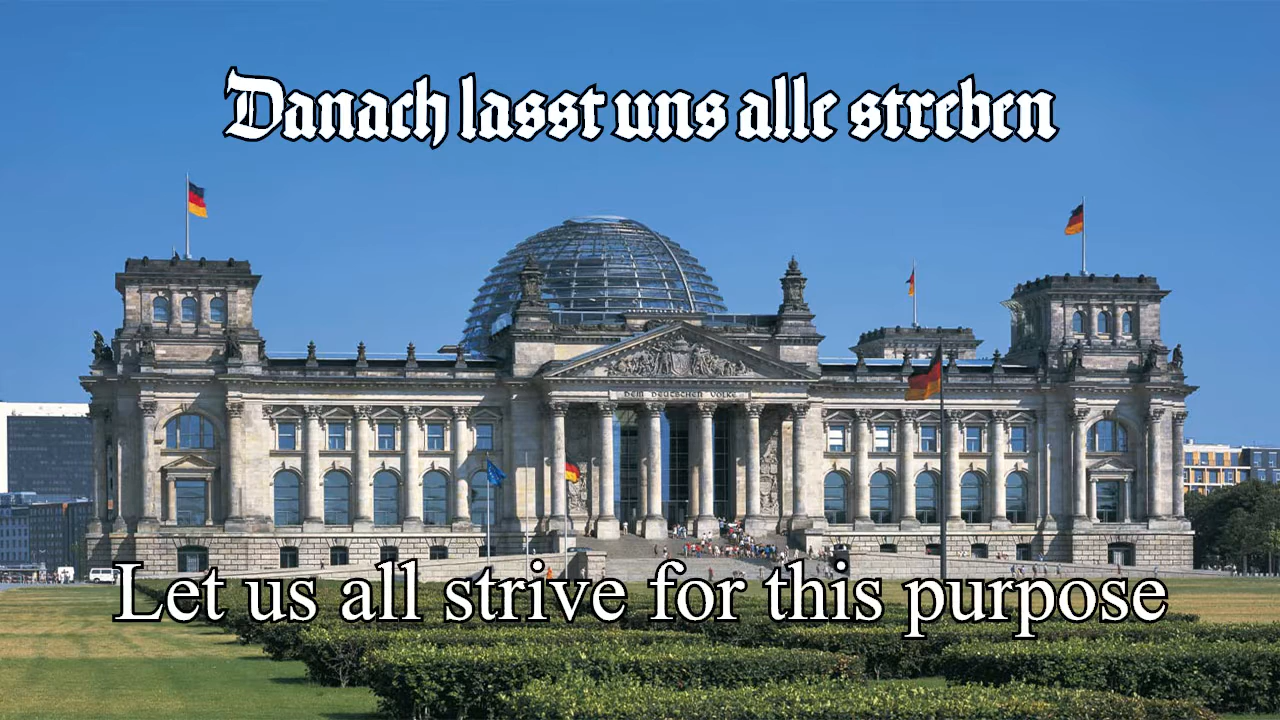 Danach lasst uns alle streben
DEM DEUTSCHEN VOLKE
Let us all strive for this purpose